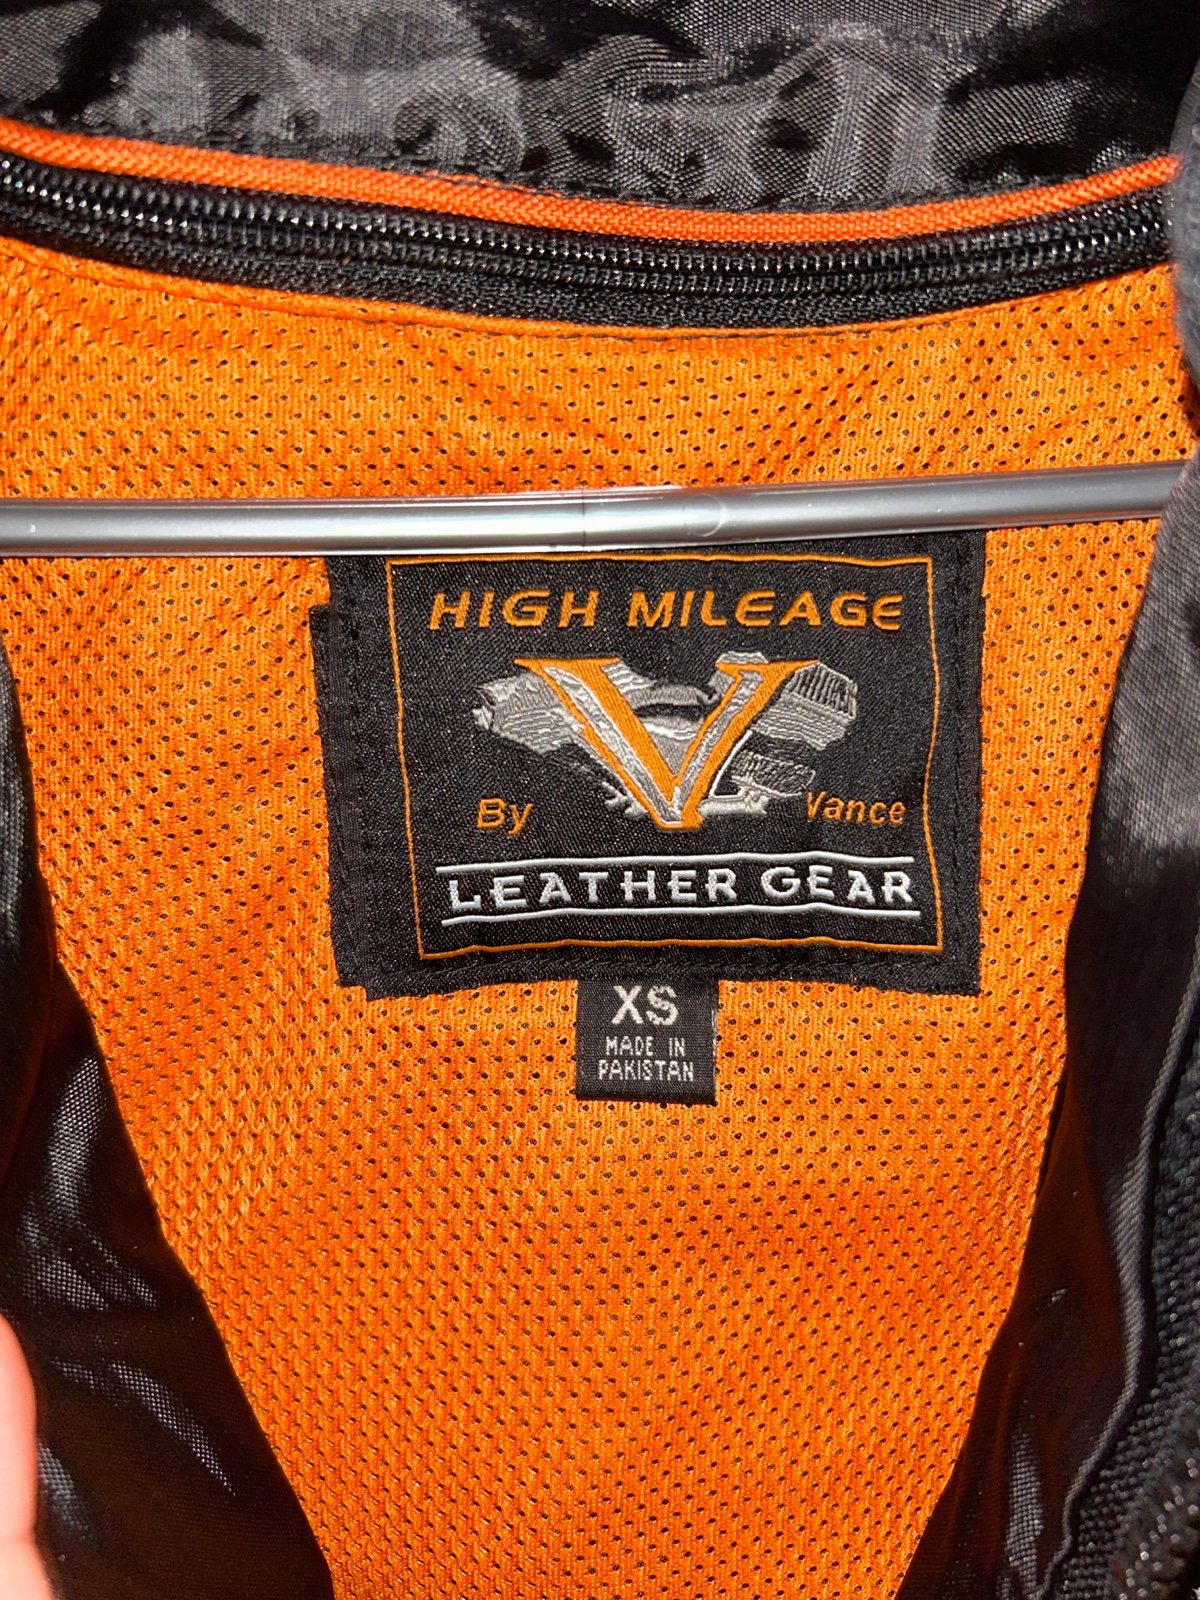 HIGH MILEAGE
V
By Vance
LEATHER GEAR
XS
MADE IN
PAKISTAN